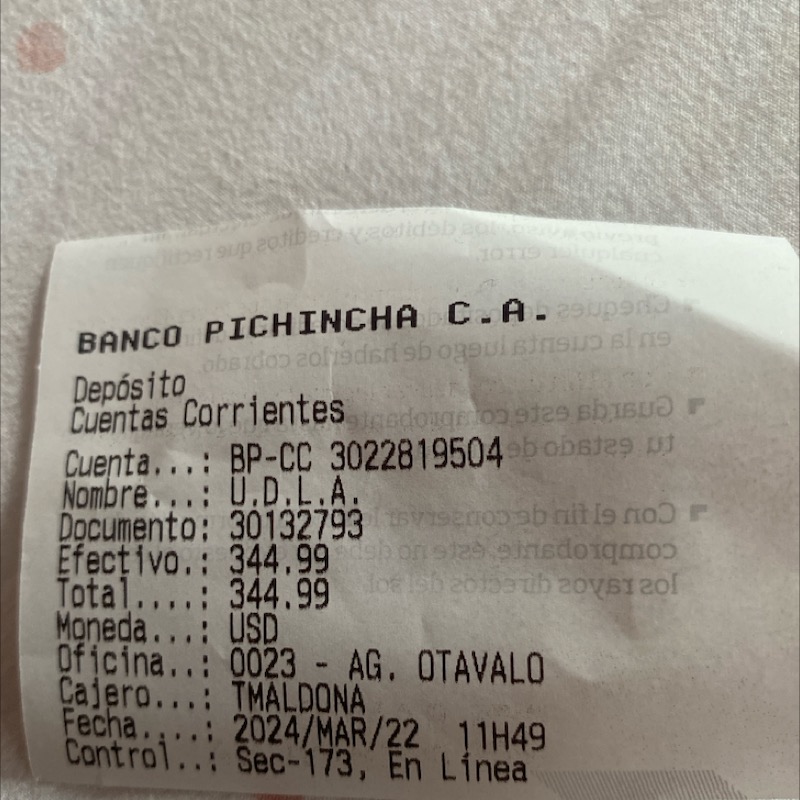 BANCO PICHINCHA C.A.
Depósito
Cuentas Corrientes
Cuenta...: BP-CC 3022819504
Nombre...: U.D.L.A.
Documento: 30132793
Efectivo.: 344.99
Total....: 344.99
Moneda...: USD
Oficina..: 0023 - AG. OTAVALO
Cajero...: TMALDONA
Fecha....: 2024/MAR/22 11H49
Control..: Sec-173, En Línea